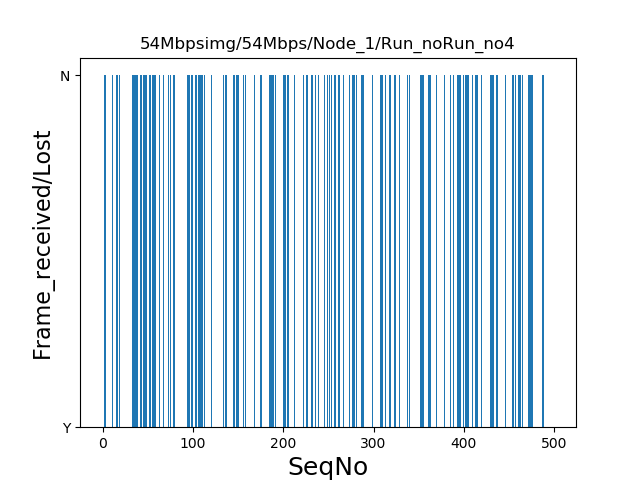 54Mbpsimg/54Mbps/Node_1/Run_noRun_no4
N
Frame_received/Lost
Y
0 100 200 300 400 500
SeqNo